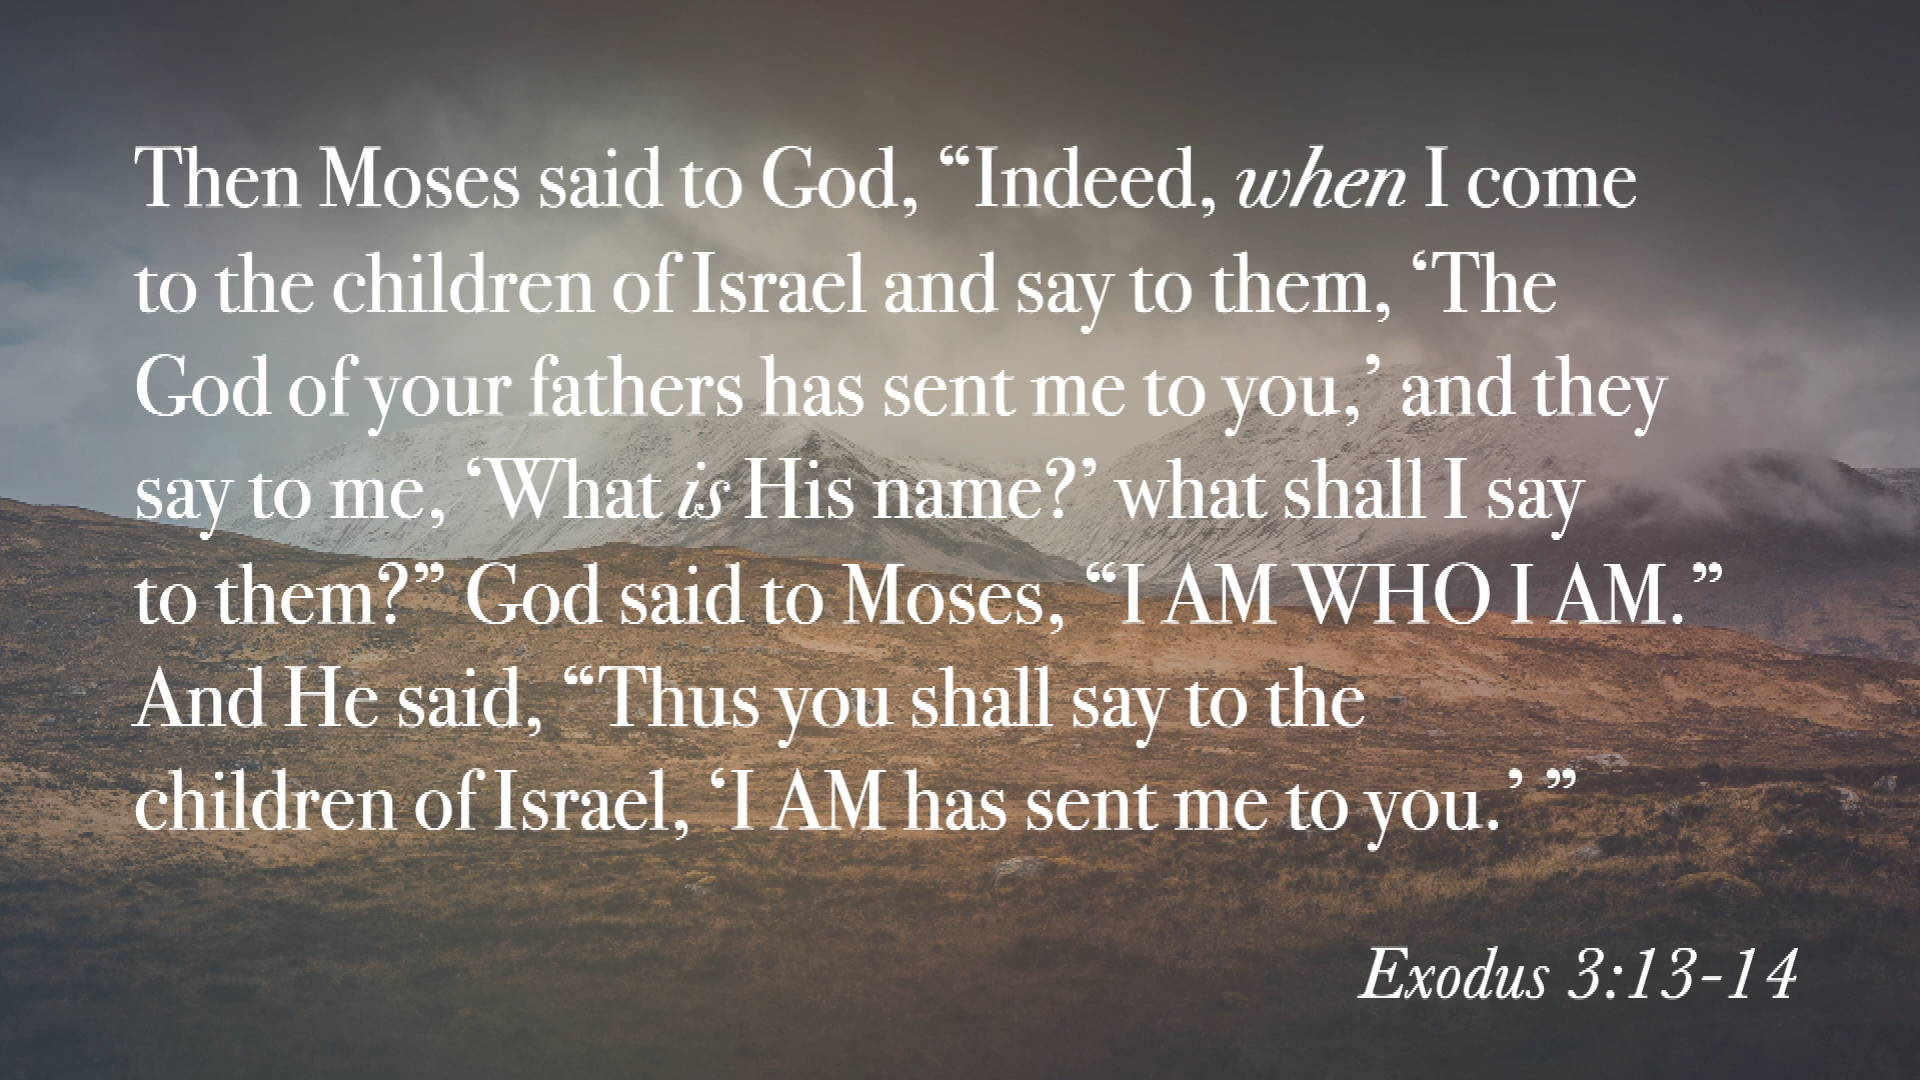 Then Moses said to God, “Indeed, when I come
to the children of Israel and say to them, ‘The
God of your fathers has sent me to you,’ and they
say to me, ‘What is His name?’ what shall I say
to them?” God said to Moses, “I AM WHO I AM.”
And He said, “Thus you shall say to the
children of Israel, ‘I AM has sent me to you.’ ”
Exodus 3:13-14